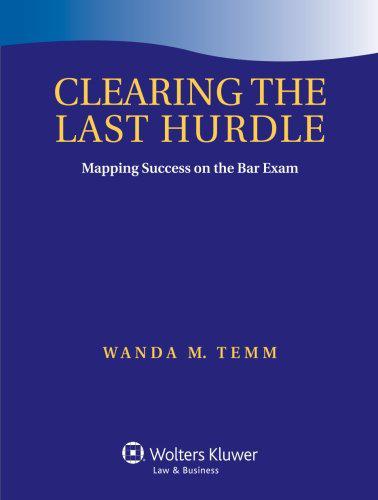 CLEARING THE
LAST HURDLE
Mapping Success on the Bar Exam
WANDA M. TEMM
Wolters Kluwer
Law & Business